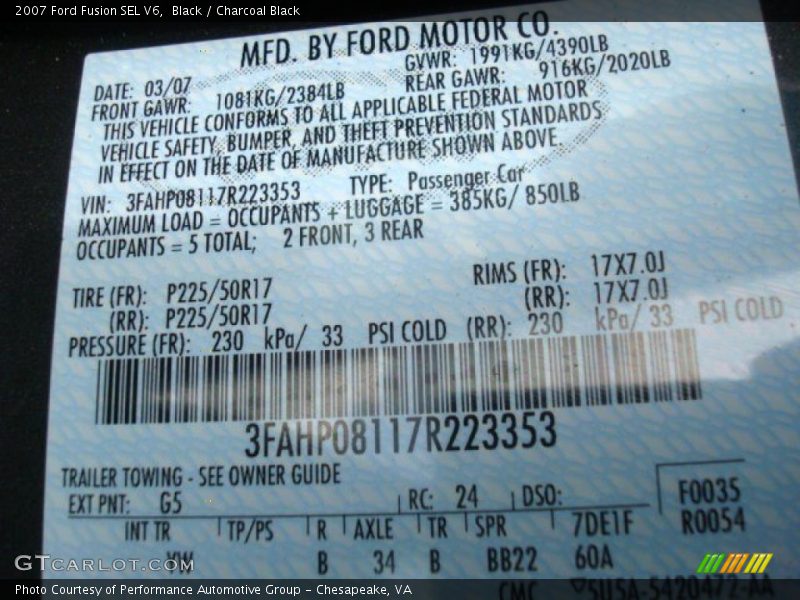 2007 Ford Fusion SEL V6,  Black / Charcoal Black
MFD. BY FORD MOTOR CO.
DATE: 03/07 GVWR: 1991KG/4390LB
FRONT GAWR: 1081KG/2384LB REAR GAWR: 916KG/2020LB
THIS VEHICLE CONFORMS TO ALL APPLICABLE FEDERAL MOTOR
VEHICLE SAFETY, BUMPER, AND THEFT PREVENTION STANDARDS
IN EFFECT ON THE DATE OF MANUFACTURE SHOWN ABOVE.
VIN: 3FAHP08117R223353 TYPE: Passenger Car
MAXIMUM LOAD = OCCUPANTS + LUGGAGE = 385KG/ 850LB
OCCUPANTS = 5 TOTAL; 2 FRONT, 3 REAR
TIRE (FR): P225/50R17 RIMS (FR): 17X7.0J
(RR): P225/50R17 (RR): 17X7.0J
PRESSURE (FR): 230 kPa/ 33 PSI COLD (RR): 230 kPa/ 33 PSI COLD
3FAHP08117R223353
TRAILER TOWING - SEE OWNER GUIDE
EXT PNT: G5 RC: 24 DSO: F0035
INT TR TP/PS R AXLE TR SPR 7DE1F R0054
B 34 B BB22 60A
GTCARLOT.COM
Photo Courtesy of Performance Automotive Group – Chesapeake, VA